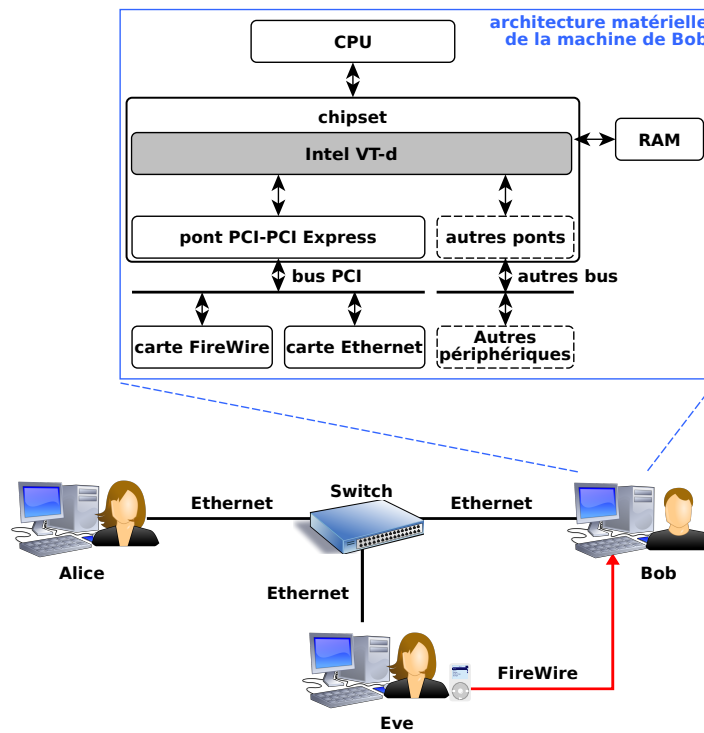 architecture matérielle
de la machine de Bob
CPU
chipset
Intel VT-d
RAM
pont PCI-PCI Express
autres ponts
bus PCI
autres bus
carte FireWire
carte Ethernet
Autres
périphériques
Ethernet
Switch
Ethernet
Alice
Bob
Ethernet
FireWire
Eve